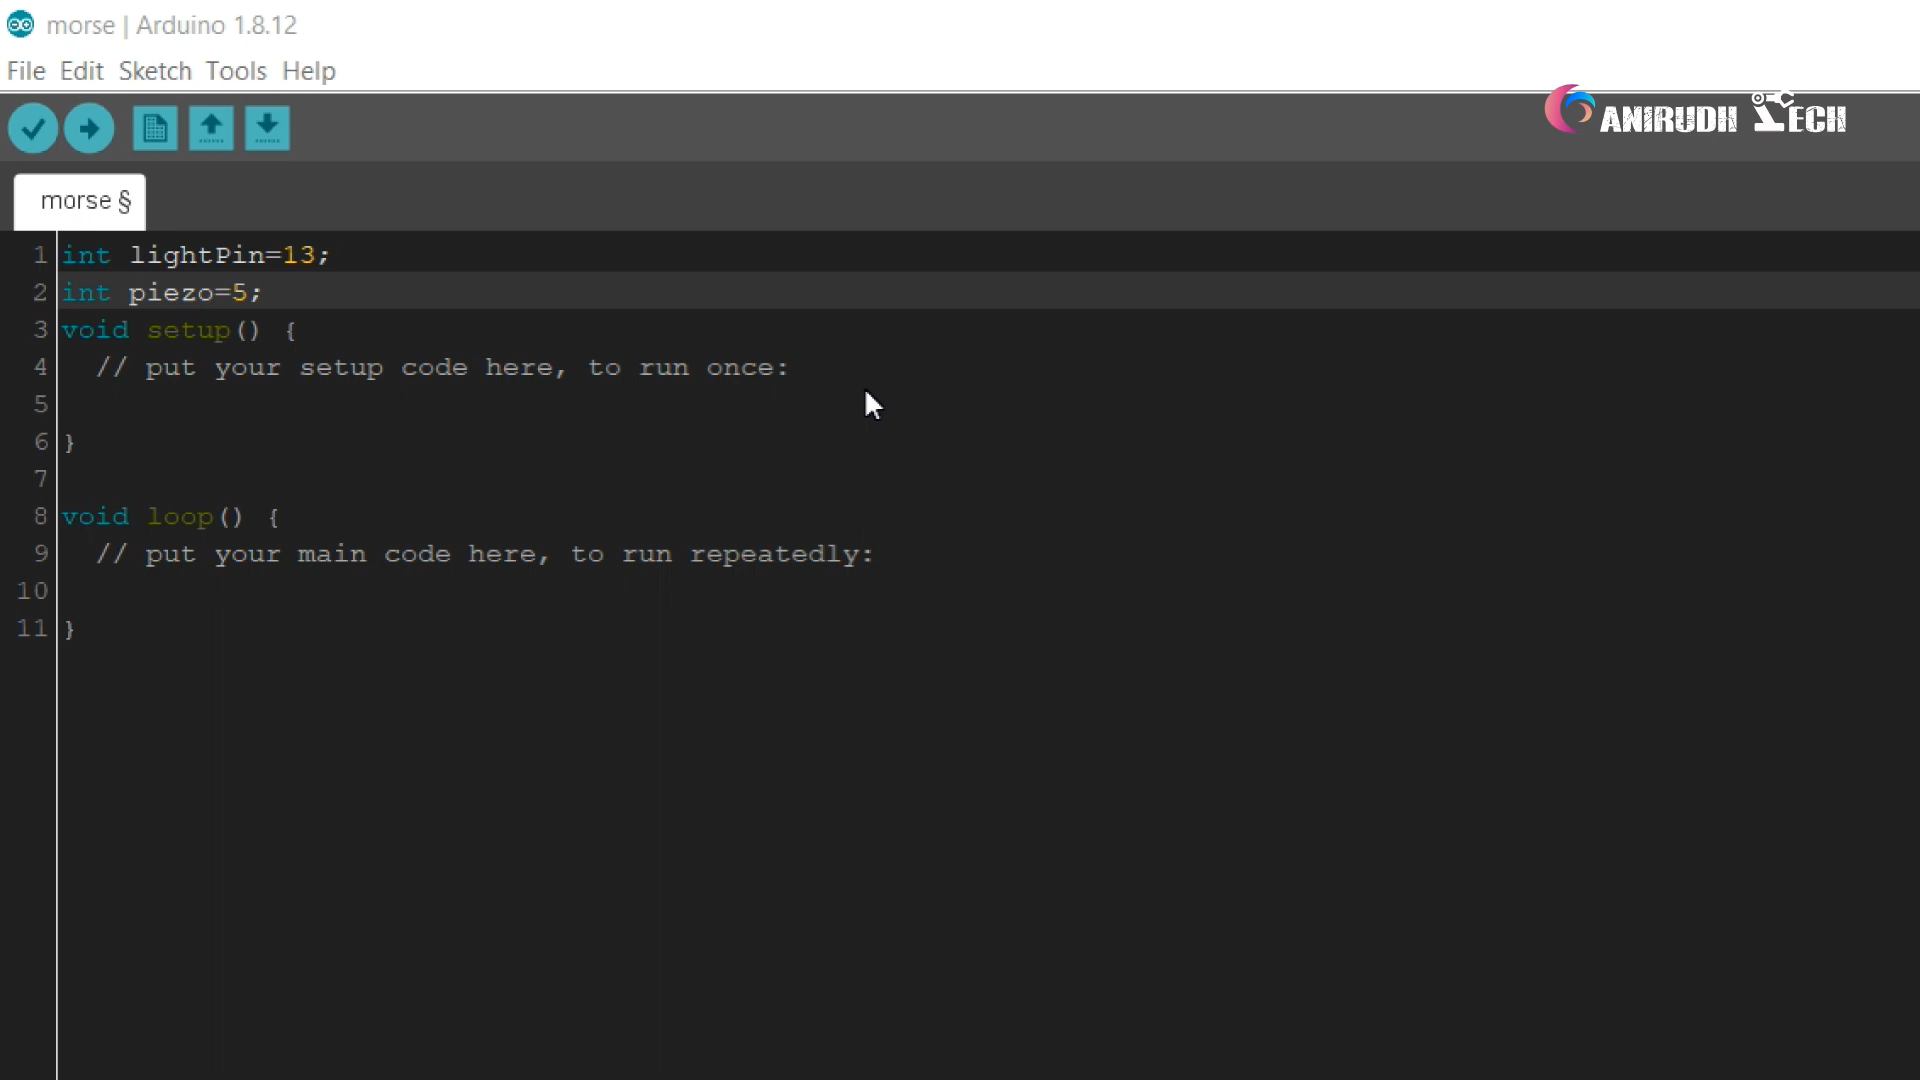 morse | Arduino 1.8.12
File Edit Sketch Tools Help
ANIRUDH TECH
morse §
1 int lightPin=13;
2 int piezo=5;
3 void setup() {
4   // put your setup code here, to run once:
5
6 }
7
8 void loop() {
9   // put your main code here, to run repeatedly:
10
11 }